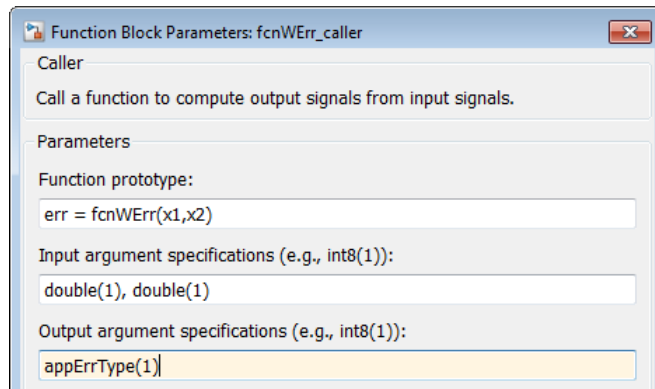 Function Block Parameters: fcnWErr_caller
Caller
Call a function to compute output signals from input signals.
Parameters
Function prototype:
err = fcnWErr(x1,x2)
Input argument specifications (e.g., int8(1)):
double(1), double(1)
Output argument specifications (e.g., int8(1)):
appErrType(1)